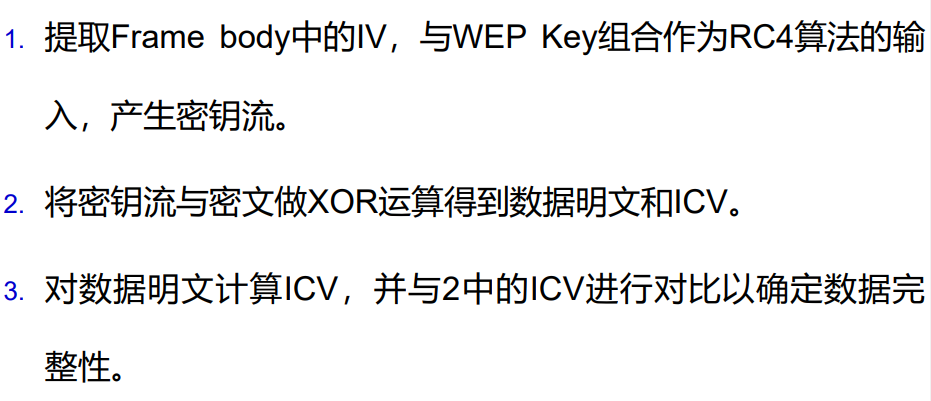 1. 提取Frame body中的IV，与WEP Key组合作为RC4算法的输
入，产生密钥流。
2. 将密钥流与密文做XOR运算得到数据明文和ICV。
3. 对数据明文计算ICV，并与2中的ICV进行对比以确定数据完
整性。